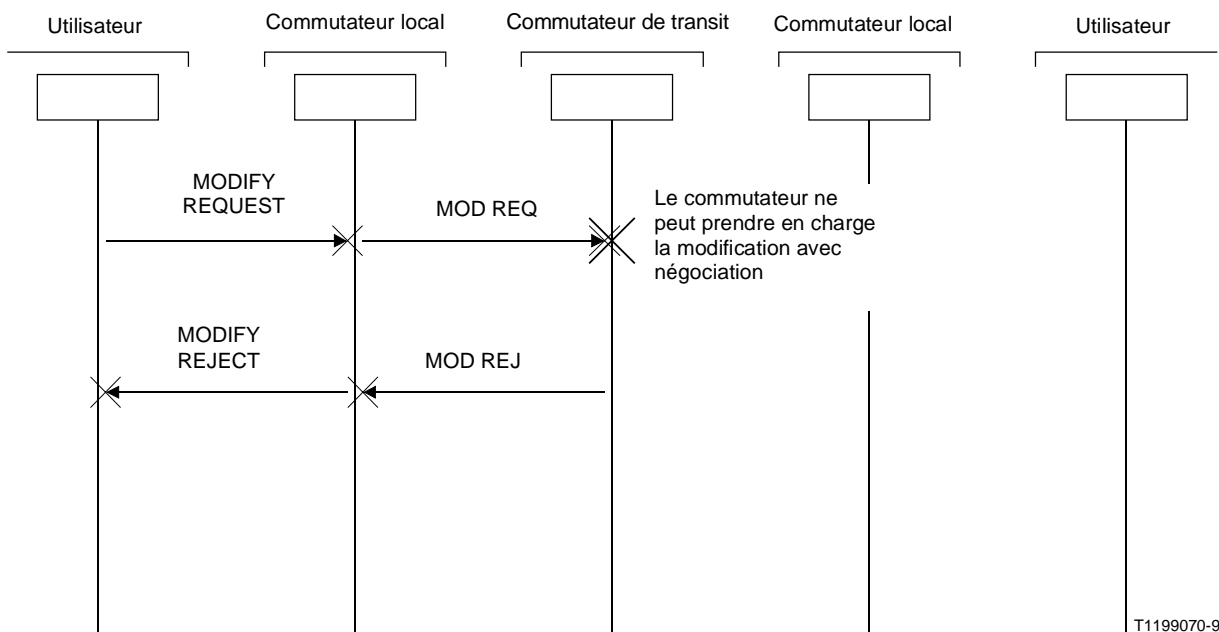 Utilisateur
Commutateur local
Commutateur de transit
Commutateur local
Utilisateur
MODIFY
REQUEST
MOD REQ
Le commutateur ne
peut prendre en charge
la modification avec
négociation
MODIFY
REJECT
MOD REJ
T1199070-9